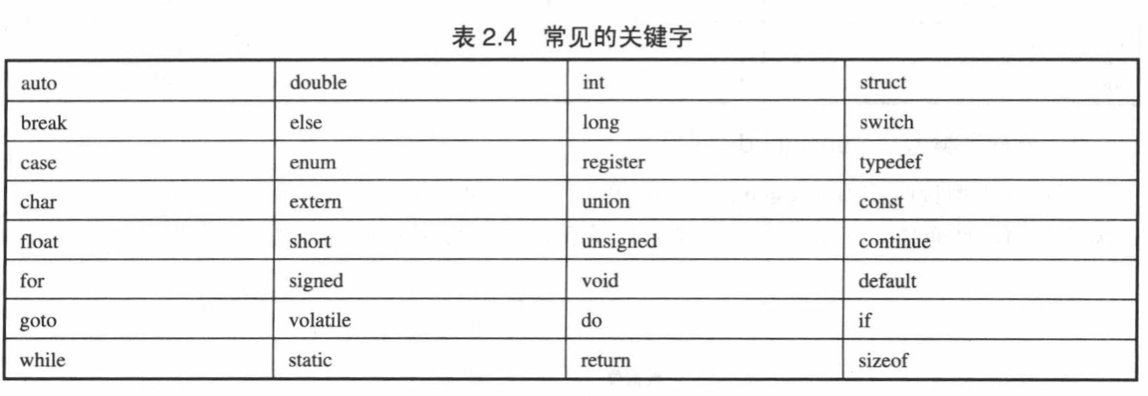 表 2.4 常见的关键字
auto double int struct
break else long switch
case enum register typedef
char extern union const
float short unsigned continue
for signed void default
goto volatile do if
while static return sizeof